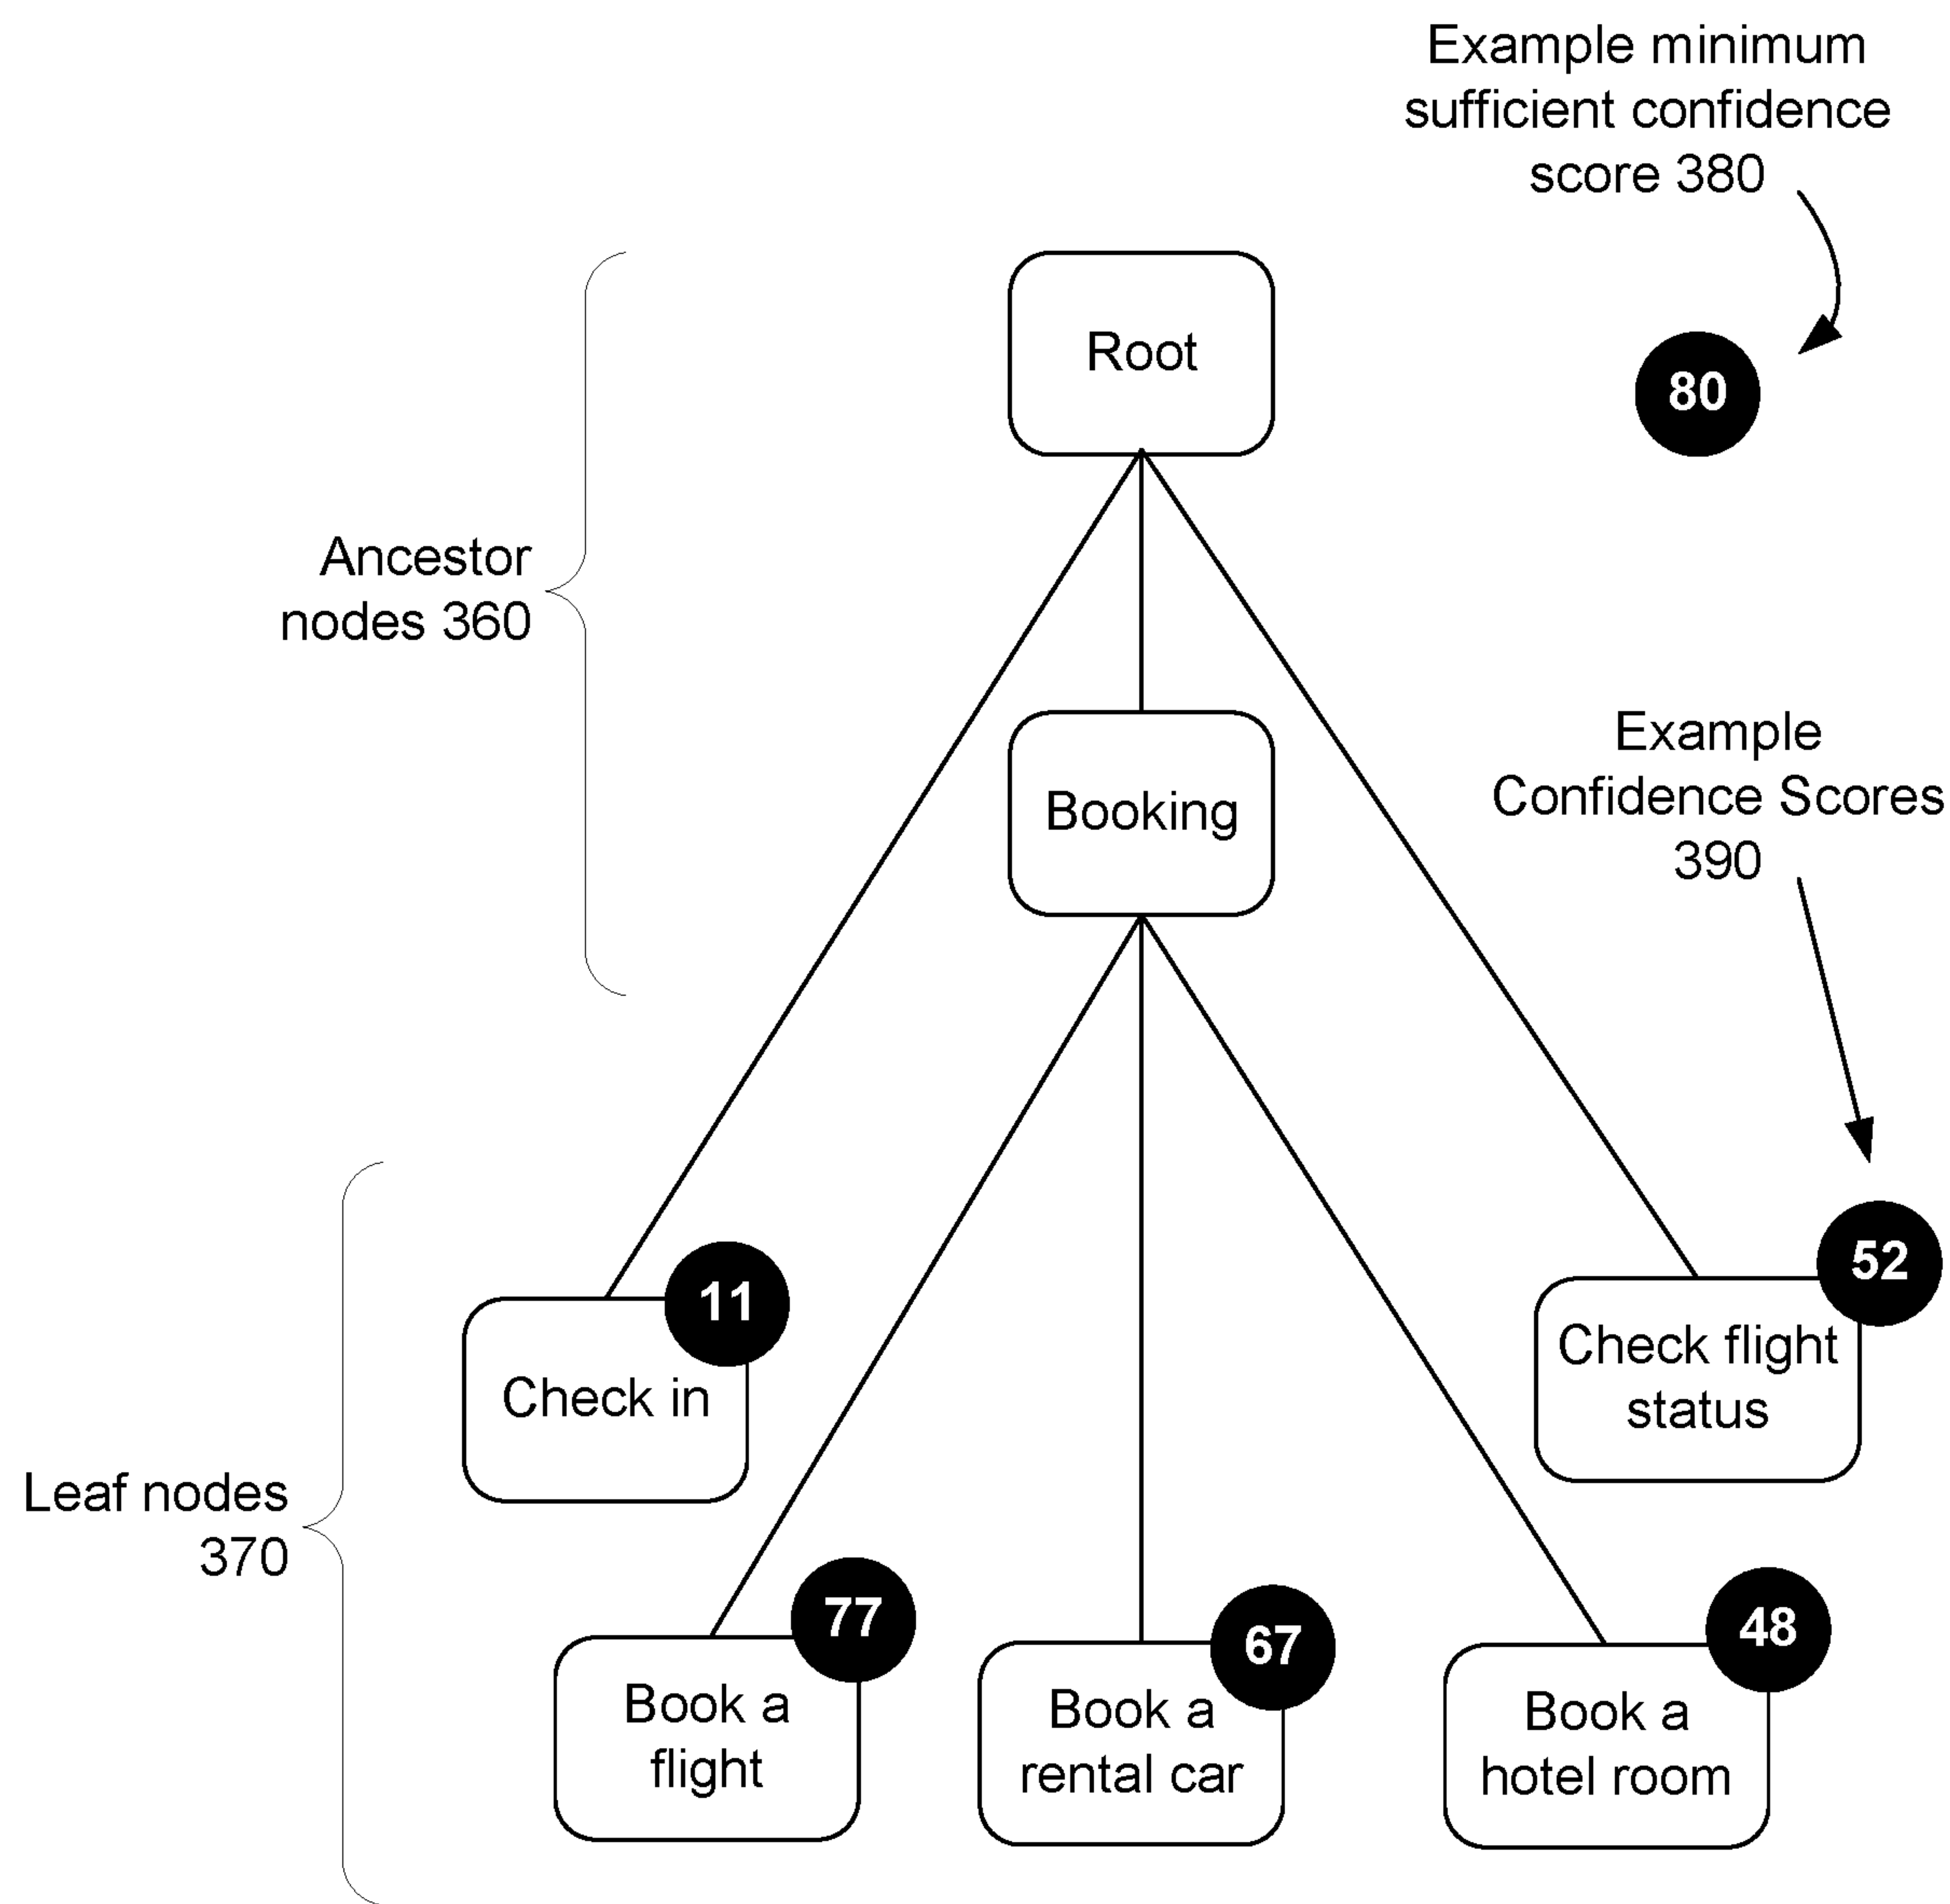 Example minimum
sufficient confidence
score 380
Root
80
Ancestor
nodes 360
Booking
Example
Confidence Scores
390
11
Check in
52
Check flight
status
Leaf nodes
370
77
Book a
flight
67
Book a
rental car
48
Book a
hotel room